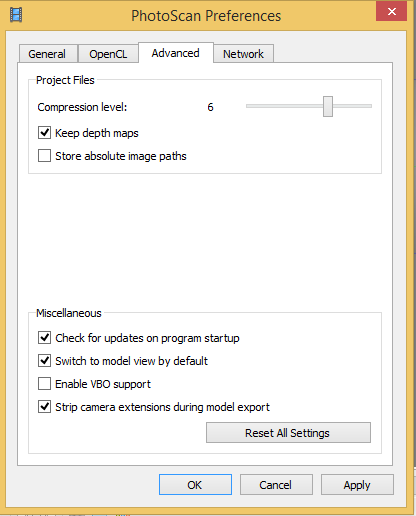 PhotoScan Preferences
General OpenCL Advanced Network
Project Files
Compression level: 6
Keep depth maps
Store absolute image paths
Miscellaneous
Check for updates on program startup
Switch to model view by default
Enable VBO support
Strip camera extensions during model export
Reset All Settings
OK Cancel Apply